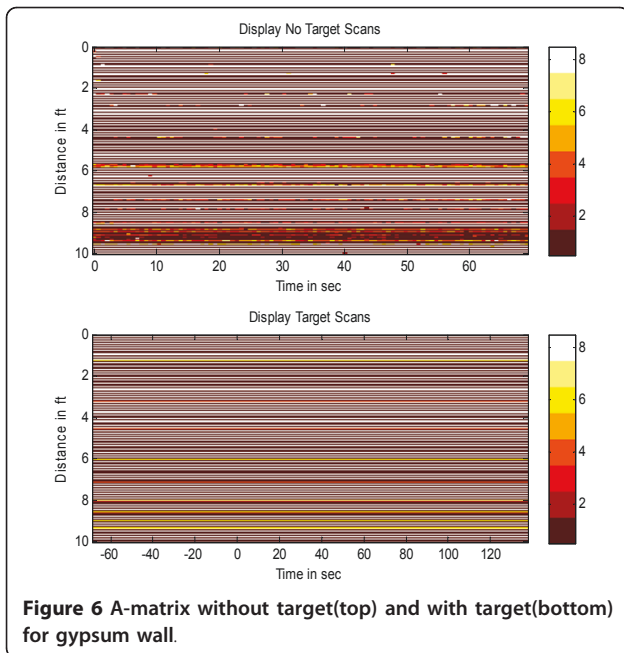 Display No Target Scans
0
2
4
6
8
10
Distance in ft
0 10 20 30 40 50 60
Time in sec
8
6
4
2
Display Target Scans
0
2
4
6
8
10
Distance in ft
-60 -40 -20 0 20 40 60 80 100 120
Time in sec
8
6
4
2
Figure 6 A-matrix without target(top) and with target(bottom)
for gypsum wall.